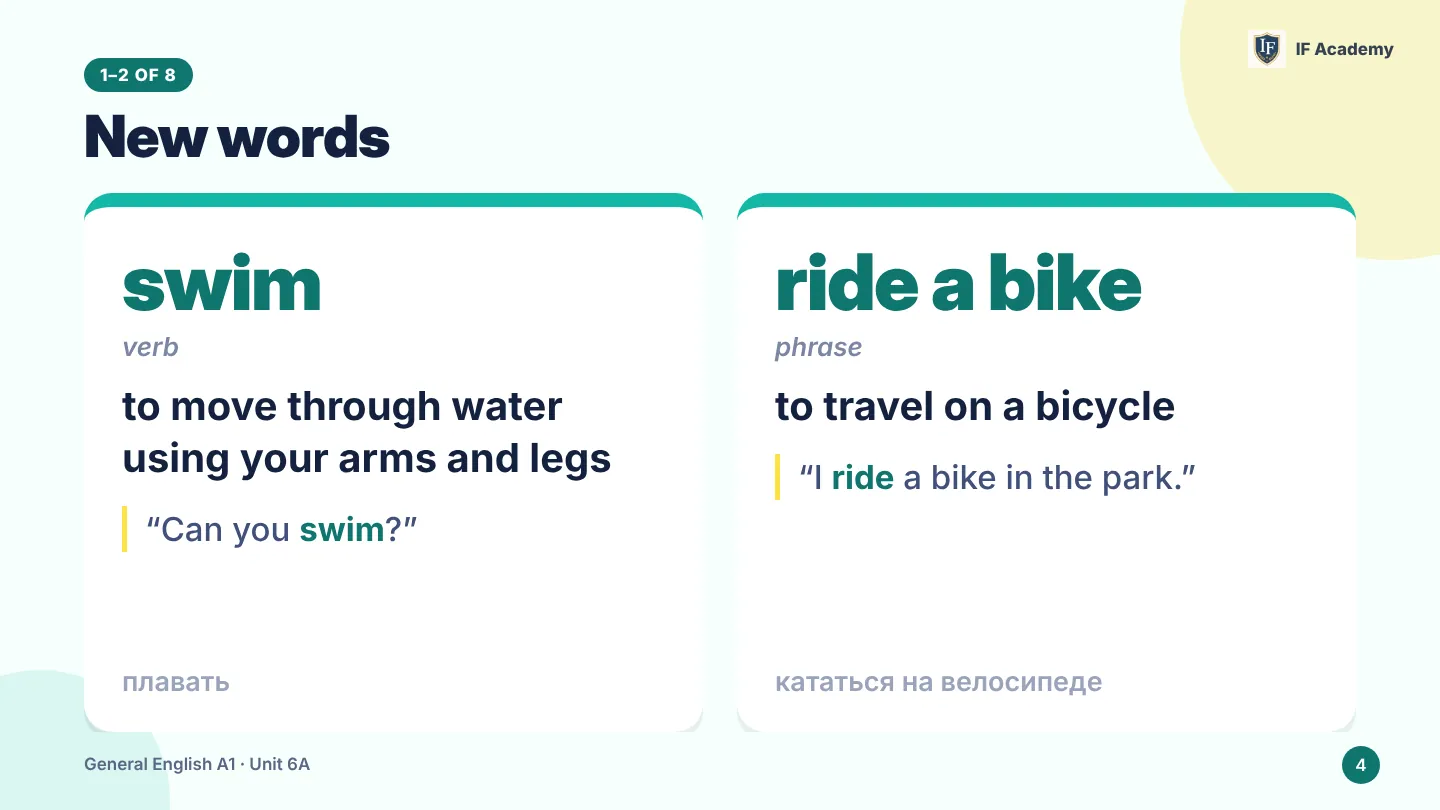 IF Academy
1–2 OF 8
New words
swim
verb
to move through water
using your arms and legs
“Can you swim?”
плавать
ride a bike
phrase
to travel on a bicycle
“I ride a bike in the park.”
кататься на велосипеде
General English A1 · Unit 6A
4